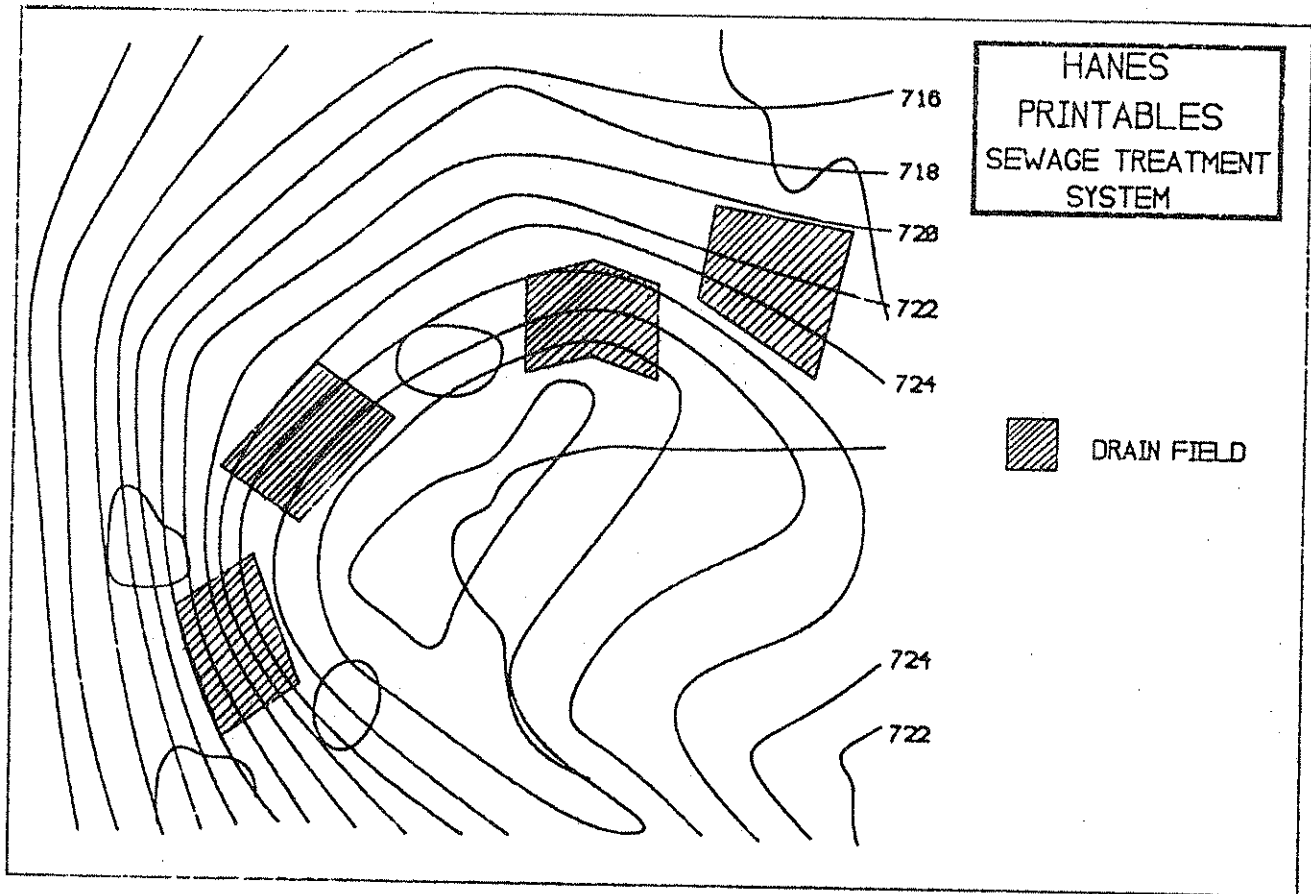 HANES
PRINTABLES
SEWAGE TREATMENT
SYSTEM
716
718
720
722
724
DRAIN FIELD
724
722